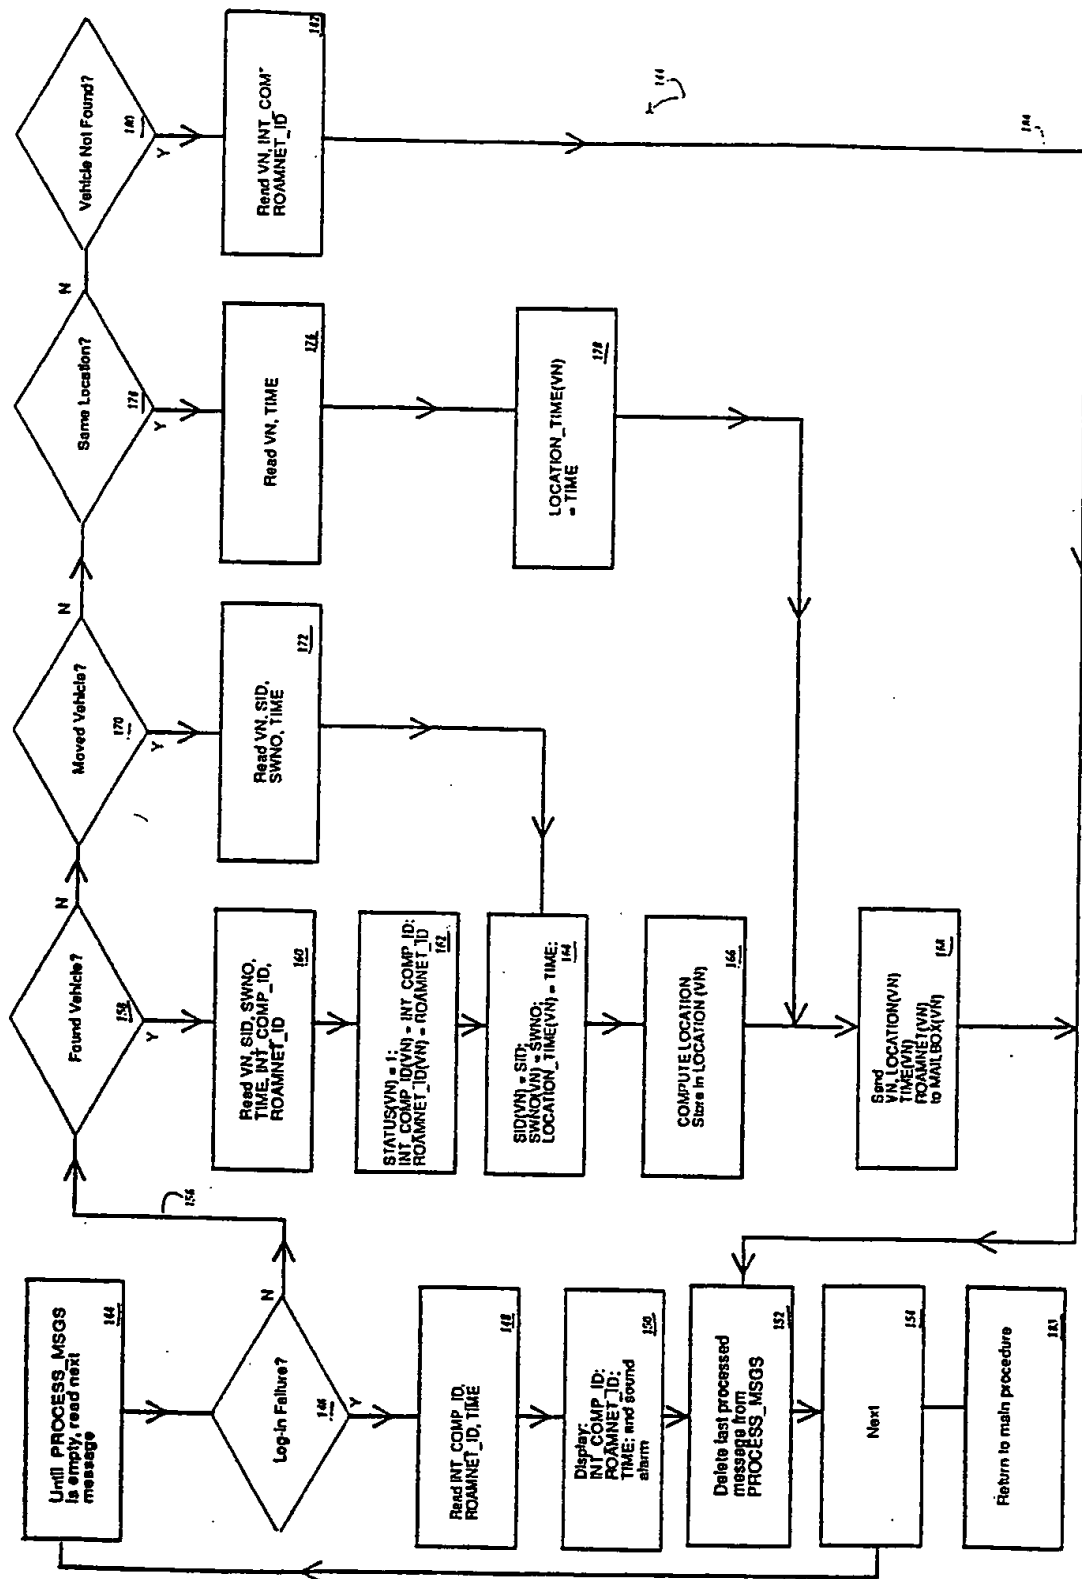 Until PROCESS_MSGS
is empty, read next
message
144
Log-In Failure?
146
N
Y
156
Read INT_COMP_ID,
ROAMNET_ID, TIME
148
Display:
INT_COMP_ID;
ROAMNET_ID;
TIME; and sound
alarm
150
Delete last processed
message from
PROCESS_MSGS
152
Next
154
Return to main procedure
183
Found Vehicle?
158
N
Y
Read VN, SID, SWNO,
TIME, INT_COMP_ID,
ROAMNET_ID
160
STATUS(VN) = 1;
INT_COMP_ID(VN) = INT_COMP_ID;
ROAMNET_ID(VN) = ROAMNET_ID
162
SID(VN) = SID;
SWNO(VN) = SWNO;
LOCATION_TIME(VN) = TIME;
164
COMPUTE LOCATION
Store in LOCATION (VN)
166
Send
VN, LOCATION(VN)
TIME(VN)
ROAMNET(VN)
to MAILBOX(VN)
168
Moved Vehicle?
170
N
Y
Read VN, SID,
SWNO, TIME
172
Same Location?
N
Y
Read VN, TIME
176
LOCATION_TIME(VN)
= TIME
178
Vehicle Not Found?
180
Y
Read VN, INT_COM"
ROAMNET_ID
182